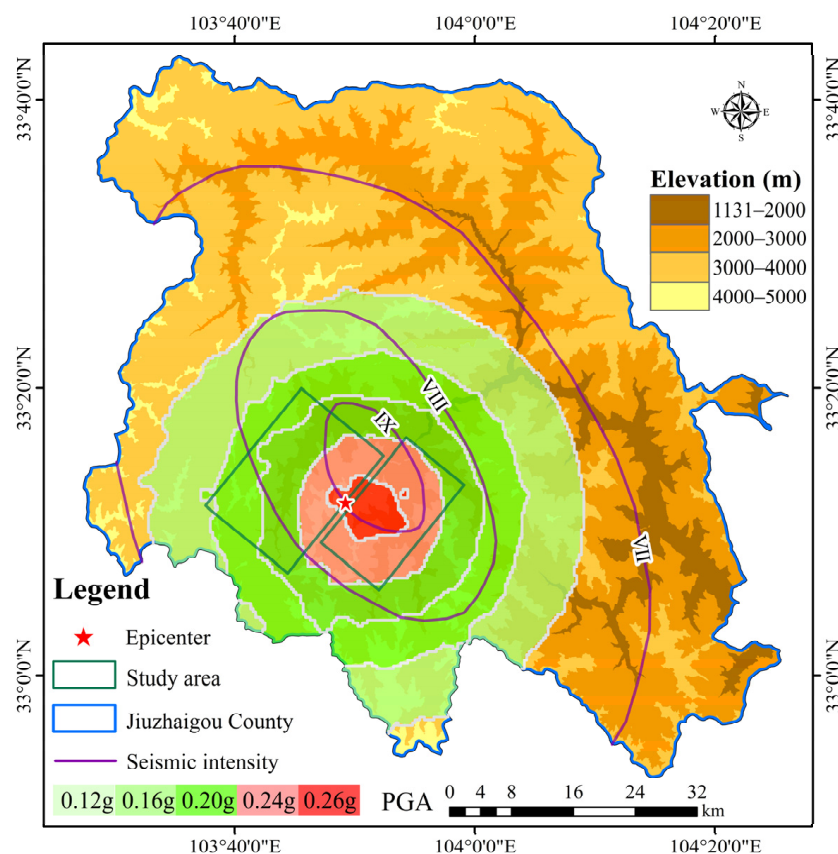 103°40'0"E 104°0'0"E 104°20'0"E
33°40'0"N 33°40'0"N
N
W E
S
Elevation (m)
1131–2000
2000–3000
3000–4000
4000–5000
33°20'0"N 33°20'0"N
VIII
IX
VII
Legend
Epicenter
33°0'0"N 33°0'0"N
Study area
Jiuzhaigou County
Seismic intensity
0.12g 0.16g 0.20g 0.24g 0.26g PGA
0 4 8 16 24 32
km
103°40'0"E 104°0'0"E 104°20'0"E